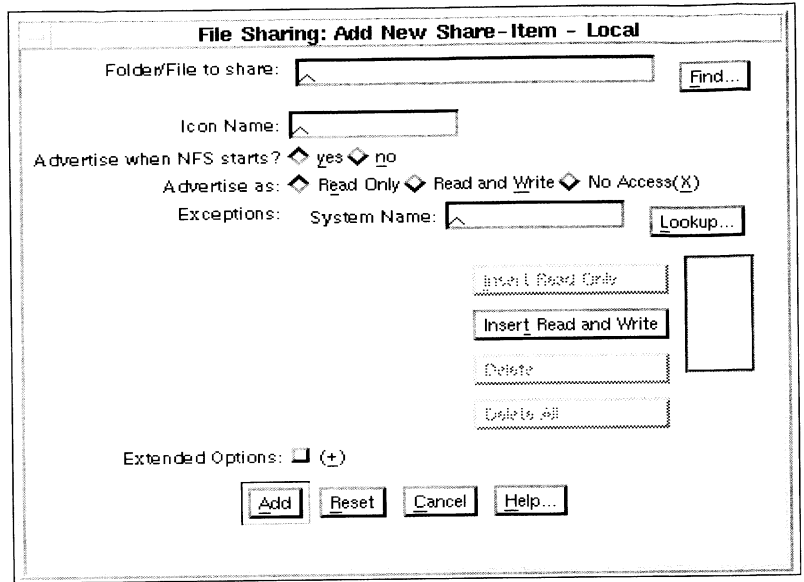 File Sharing: Add New Share-Item - Local
Folder/File to share:
Find...
Icon Name:
Advertise when NFS starts? yes no
Advertise as: Read Only Read and Write No Access(X)
Exceptions: System Name: Lookup...
Insert Read Only
Insert Read and Write
Delete
Delete All
Extended Options: (+)
Add Reset Cancel Help...